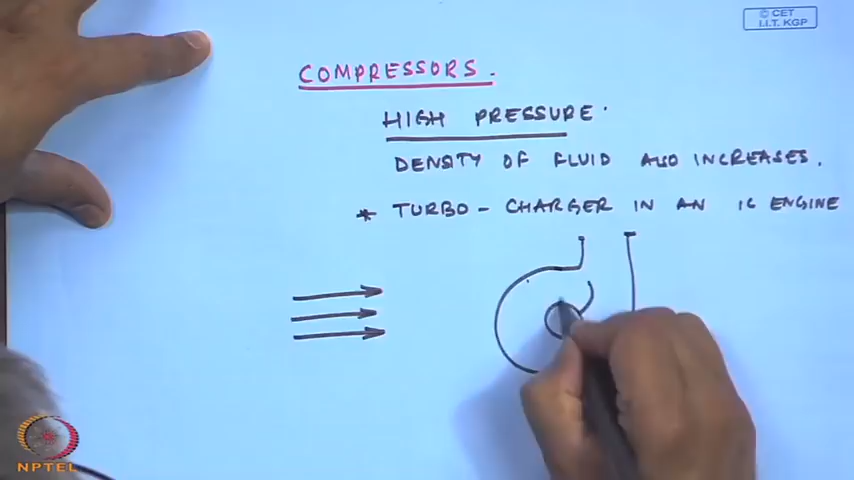 © CET
I.I.T. KGP
COMPRESSORS.
HIGH PRESSURE.
DENSITY OF FLUID ALSO INCREASES.
* TURBO - CHARGER IN AN IC ENGINE
NPTEL